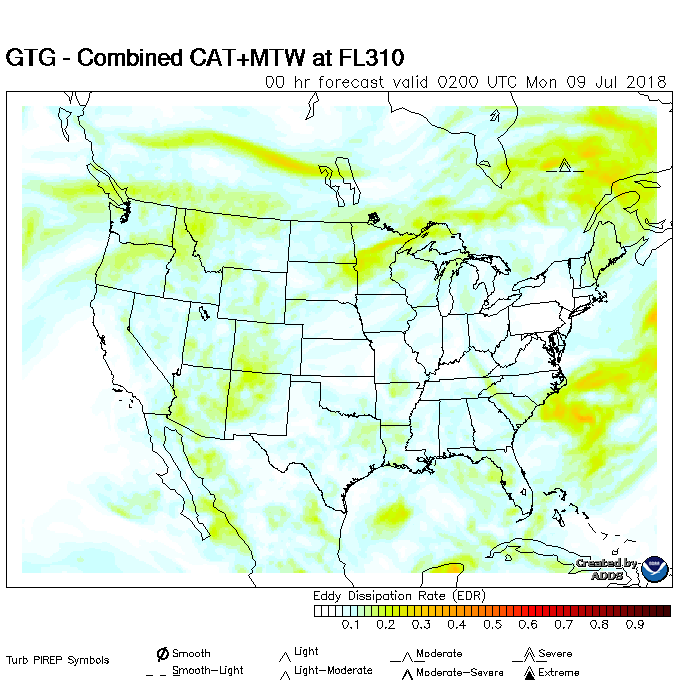 GTG - Combined CAT+MTW at FL310
00 hr forecast valid 0200 UTC Mon 09 Jul 2018
Created by
ADDS
Eddy Dissipation Rate (EDR)
0.1 0.2 0.3 0.4 0.5 0.6 0.7 0.8 0.9
Turb PIREP Symbols
Smooth
Light
Moderate
Severe
Smooth-Light
Light-Moderate
Moderate-Severe
Extreme